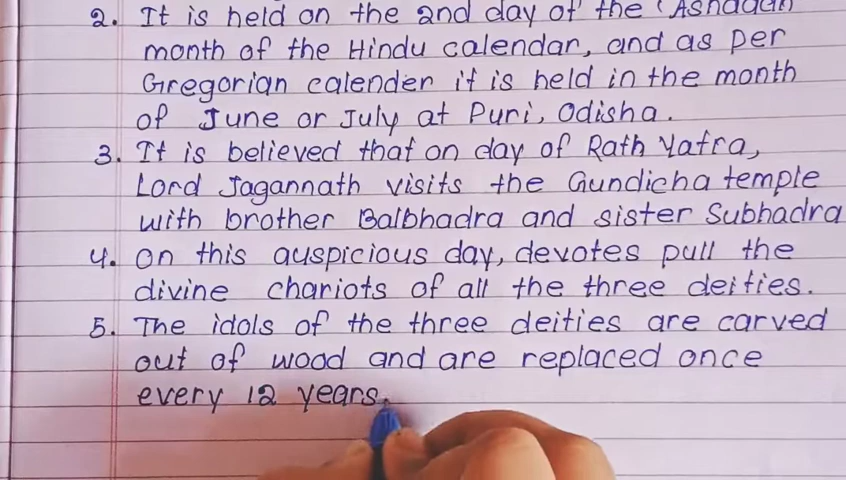 2. It is held on the 2nd day of the (Ashadah
month of the Hindu calendar, and as per
Gregorian calender it is held in the month
of June or July at Puri, Odisha.
3. It is believed that on day of Rath Yatra,
Lord Jagannath visits the Gundicha temple
with brother Balbhadra and sister Subhadra
4. On this auspicious day, devotes pull the
divine chariots of all the three deities.
5. The idols of the three deities are carved
out of wood and are replaced once
every 12 years.